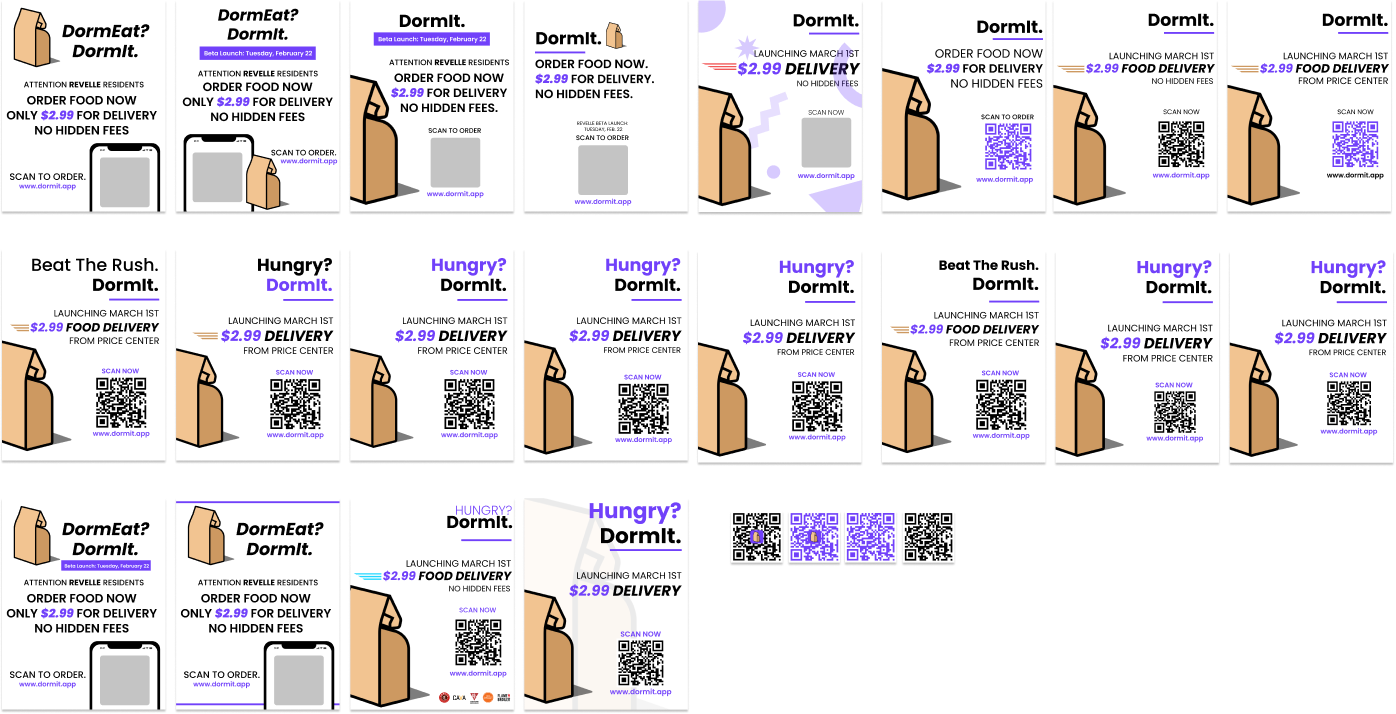 DormEat?
DormIt.
ATTENTION REVELLE RESIDENTS
ORDER FOOD NOW
ONLY $2.99 FOR DELIVERY
NO HIDDEN FEES
SCAN TO ORDER.
www.dormit.app
DormEat?
DormIt.
Beta Launch: Tuesday, February 22
ATTENTION REVELLE RESIDENTS
ORDER FOOD NOW
ONLY $2.99 FOR DELIVERY
NO HIDDEN FEES
SCAN TO ORDER.
www.dormit.app
DormIt.
Beta Launch: Tuesday, February 22
ATTENTION REVELLE RESIDENTS
ORDER FOOD NOW
$2.99 FOR DELIVERY
NO HIDDEN FEES.
SCAN TO ORDER
www.dormit.app
DormIt.
ORDER FOOD NOW.
$2.99 FOR DELIVERY.
NO HIDDEN FEES.
REVELLE BETA LAUNCH:
TUESDAY, FEB. 22
SCAN TO ORDER
www.dormit.app
DormIt.
LAUNCHING MARCH 1ST
$2.99 DELIVERY
NO HIDDEN FEES
SCAN NOW
www.dormit.app
DormIt.
ORDER FOOD NOW
$2.99 FOR DELIVERY
NO HIDDEN FEES
SCAN TO ORDER
www.dormit.app
DormIt.
LAUNCHING MARCH 1ST
$2.99 FOOD DELIVERY
NO HIDDEN FEES
SCAN NOW
www.dormit.app
DormIt.
LAUNCHING MARCH 1ST
$2.99 FOOD DELIVERY
FROM PRICE CENTER
SCAN NOW
www.dormit.app
Beat The Rush.
DormIt.
LAUNCHING MARCH 1ST
$2.99 FOOD DELIVERY
FROM PRICE CENTER
SCAN NOW
www.dormit.app
Hungry?
DormIt.
LAUNCHING MARCH 1ST
$2.99 DELIVERY
FROM PRICE CENTER
SCAN NOW
www.dormit.app
Hungry?
DormIt.
LAUNCHING MARCH 1ST
$2.99 DELIVERY
FROM PRICE CENTER
SCAN NOW
www.dormit.app
Hungry?
DormIt.
LAUNCHING MARCH 1ST
$2.99 DELIVERY
FROM PRICE CENTER
SCAN NOW
www.dormit.app
Hungry?
DormIt.
LAUNCHING MARCH 1ST
$2.99 DELIVERY
FROM PRICE CENTER
SCAN NOW
www.dormit.app
Beat The Rush.
DormIt.
LAUNCHING MARCH 1ST
$2.99 FOOD DELIVERY
FROM PRICE CENTER
SCAN NOW
www.dormit.app
Hungry?
DormIt.
LAUNCHING MARCH 1ST
$2.99 DELIVERY
FROM PRICE CENTER
SCAN NOW
www.dormit.app
Hungry?
DormIt.
LAUNCHING MARCH 1ST
$2.99 DELIVERY
FROM PRICE CENTER
SCAN NOW
www.dormit.app
DormEat?
DormIt.
Beta Launch: Tuesday, February 22
ATTENTION REVELLE RESIDENTS
ORDER FOOD NOW
ONLY $2.99 FOR DELIVERY
NO HIDDEN FEES
SCAN TO ORDER.
www.dormit.app
DormEat?
DormIt.
ATTENTION REVELLE RESIDENTS
ORDER FOOD NOW
ONLY $2.99 FOR DELIVERY
NO HIDDEN FEES
SCAN TO ORDER.
www.dormit.app
HUNGRY?
DormIt.
LAUNCHING MARCH 1ST
$2.99 FOOD DELIVERY
NO HIDDEN FEES
SCAN NOW
www.dormit.app
Hungry?
DormIt.
LAUNCHING MARCH 1ST
$2.99 DELIVERY
SCAN NOW
www.dormit.app